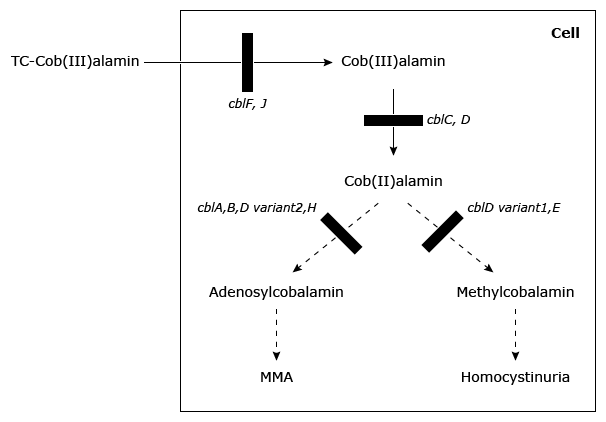 Cell
TC-Cob(III)alamin
Cob(III)alamin
cblF, J
cblC, D
Cob(II)alamin
cblA,B,D variant2,H
cblD variant1,E
Adenosylcobalamin
Methylcobalamin
MMA
Homocystinuria